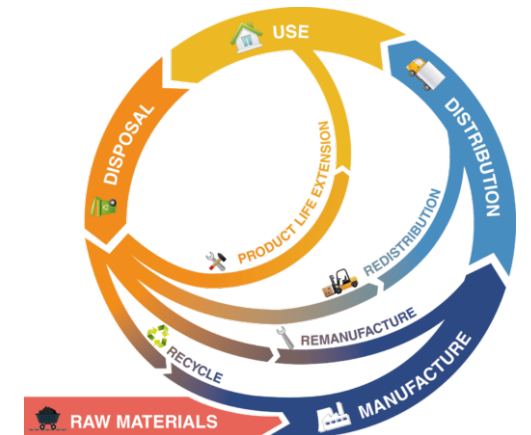 USE
DISTRIBUTION
DISPOSAL
PRODUCT LIFE EXTENSION
REDISTRIBUTION
REMANUFACTURE
RECYCLE
MANUFACTURE
RAW MATERIALS